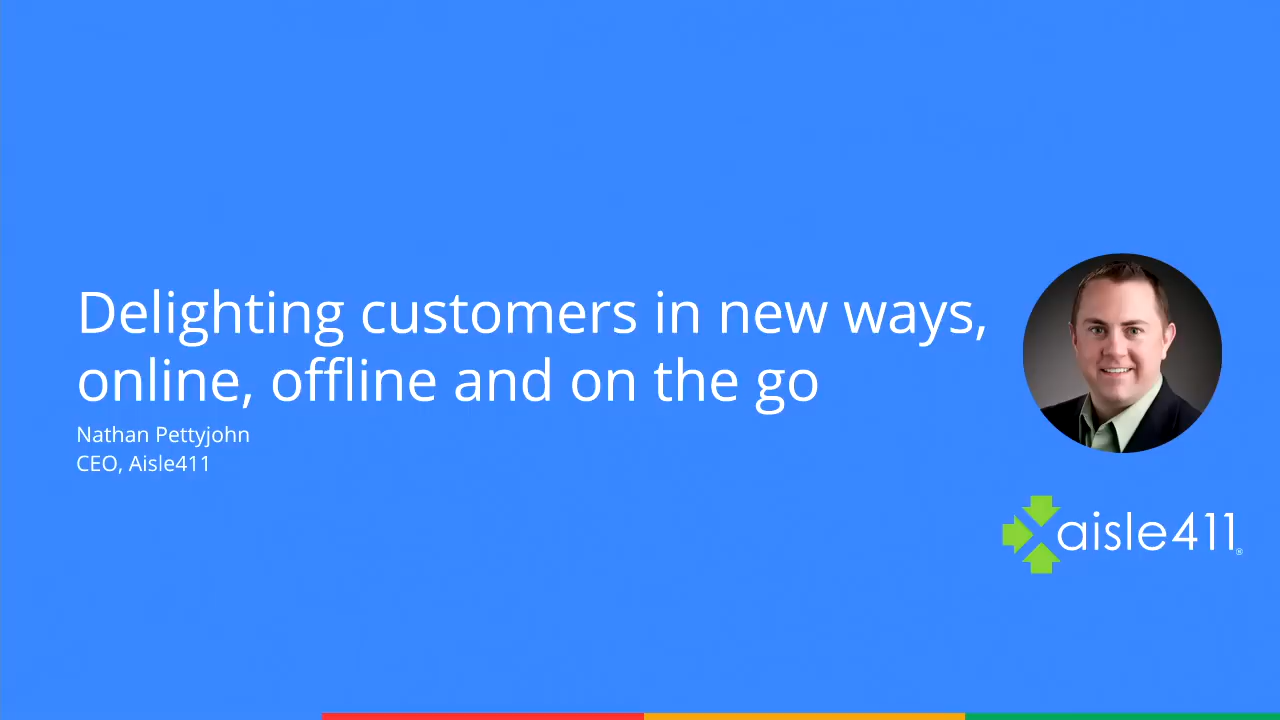 Delighting customers in new ways,
online, offline and on the go
Nathan Pettyjohn
CEO, Aisle411
aisle411®